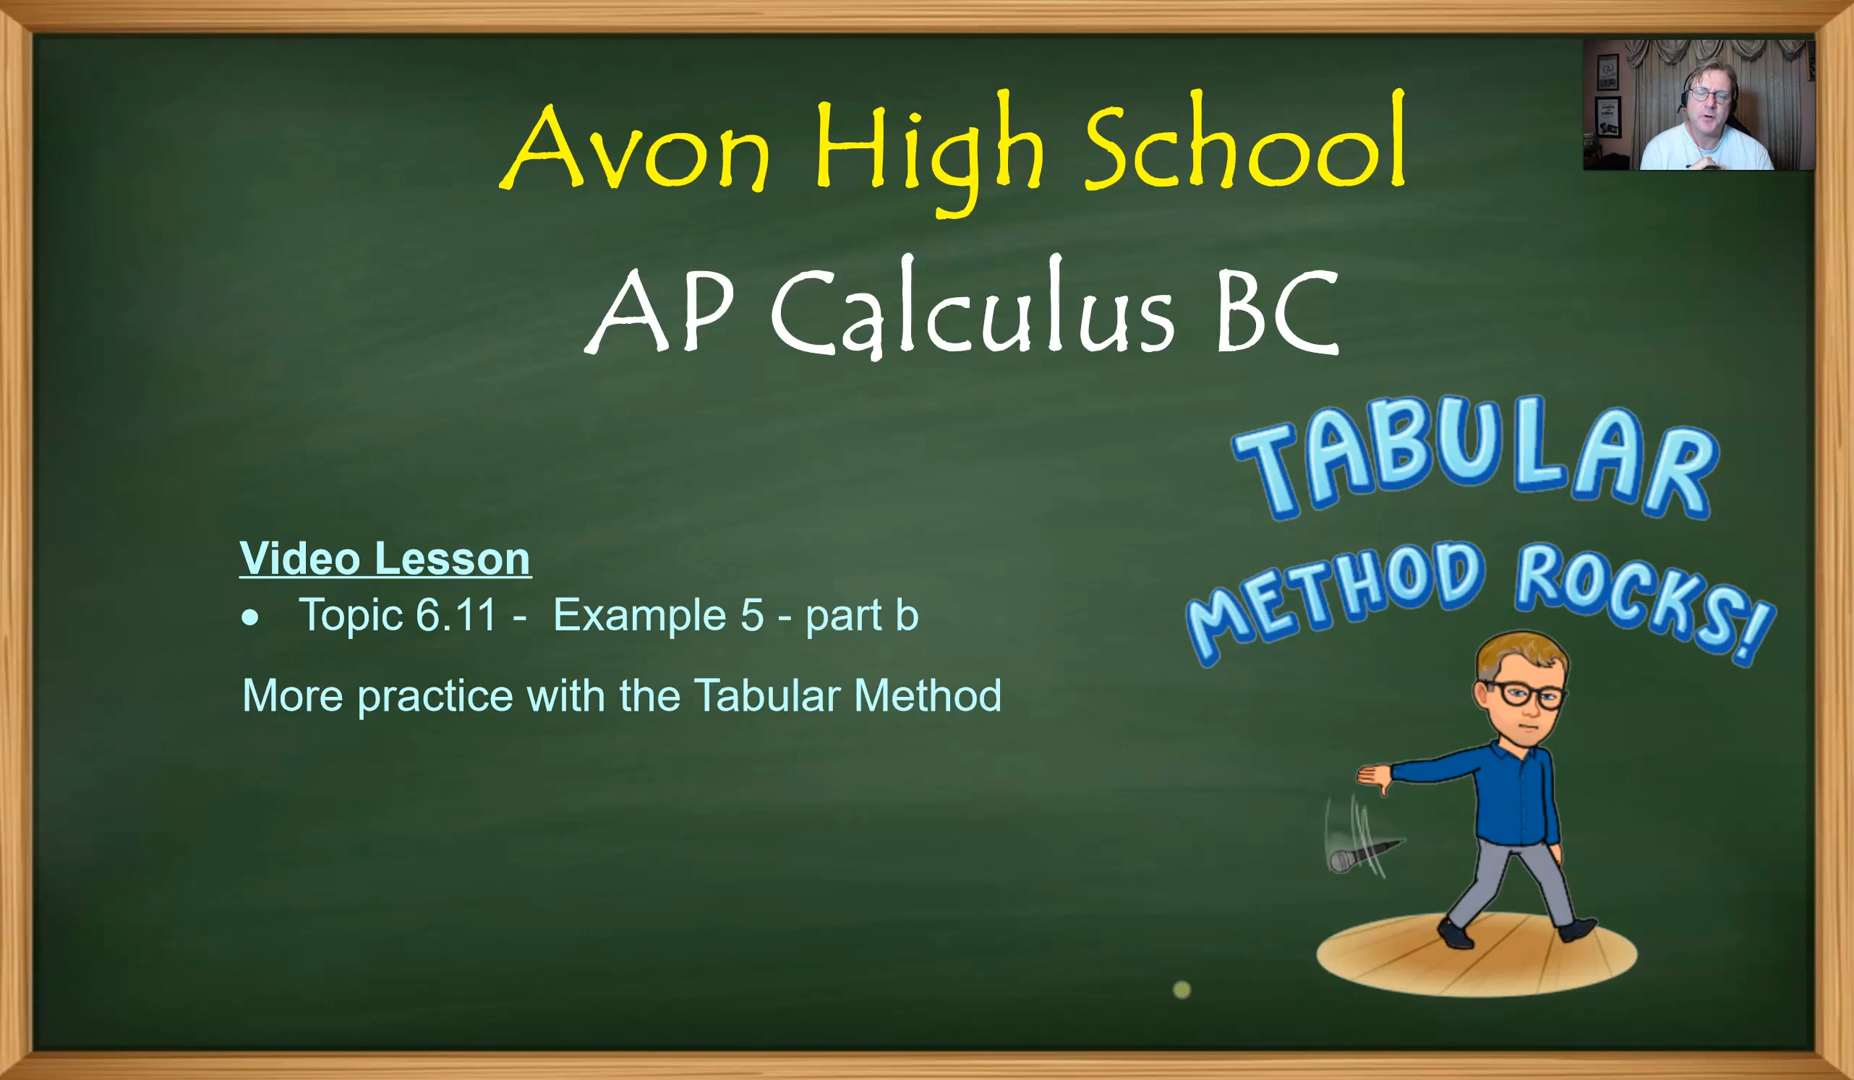 Avon High School
AP Calculus BC
TABULAR
METHOD ROCKS!
Video Lesson
• Topic 6.11 - Example 5 - part b
More practice with the Tabular Method